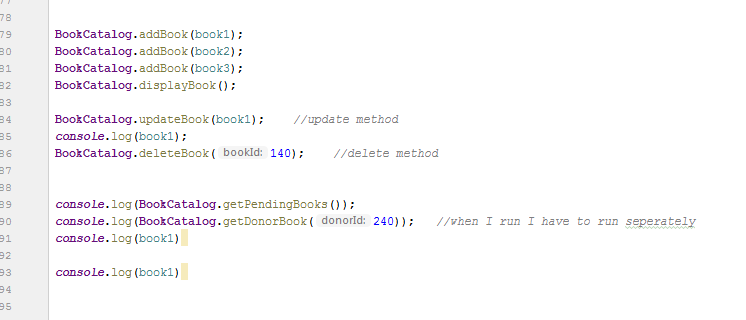 77
78
79 BookCatalog.addBook(book1);
80 BookCatalog.addBook(book2);
81 BookCatalog.addBook(book3);
82 BookCatalog.displayBook();
83
84 BookCatalog.updateBook(book1); //update method
85 console.log(book1);
86 BookCatalog.deleteBook( bookId: 140); //delete method
87
88
89 console.log(BookCatalog.getPendingBooks());
90 console.log(BookCatalog.getDonorBook( donorId: 240)); //when I run I have to run seperately
91 console.log(book1)
92
93 console.log(book1)
94
95